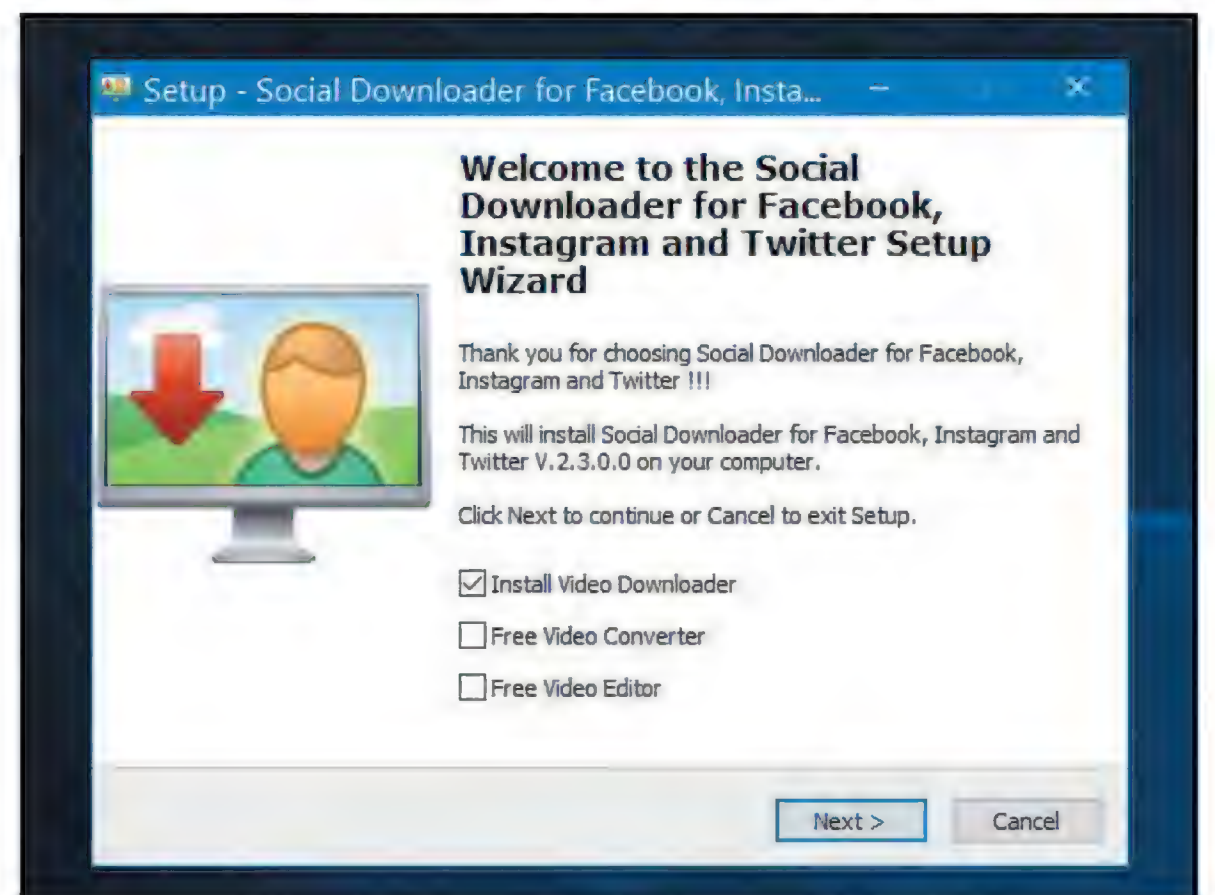 Setup - Social Downloader for Facebook, Insta...
Welcome to the Social
Downloader for Facebook,
Instagram and Twitter Setup
Wizard
Thank you for choosing Social Downloader for Facebook,
Instagram and Twitter !!!
This will install Social Downloader for Facebook, Instagram and
Twitter V.2.3.0.0 on your computer.
Click Next to continue or Cancel to exit Setup.
Install Video Downloader
Free Video Converter
Free Video Editor
Next > Cancel